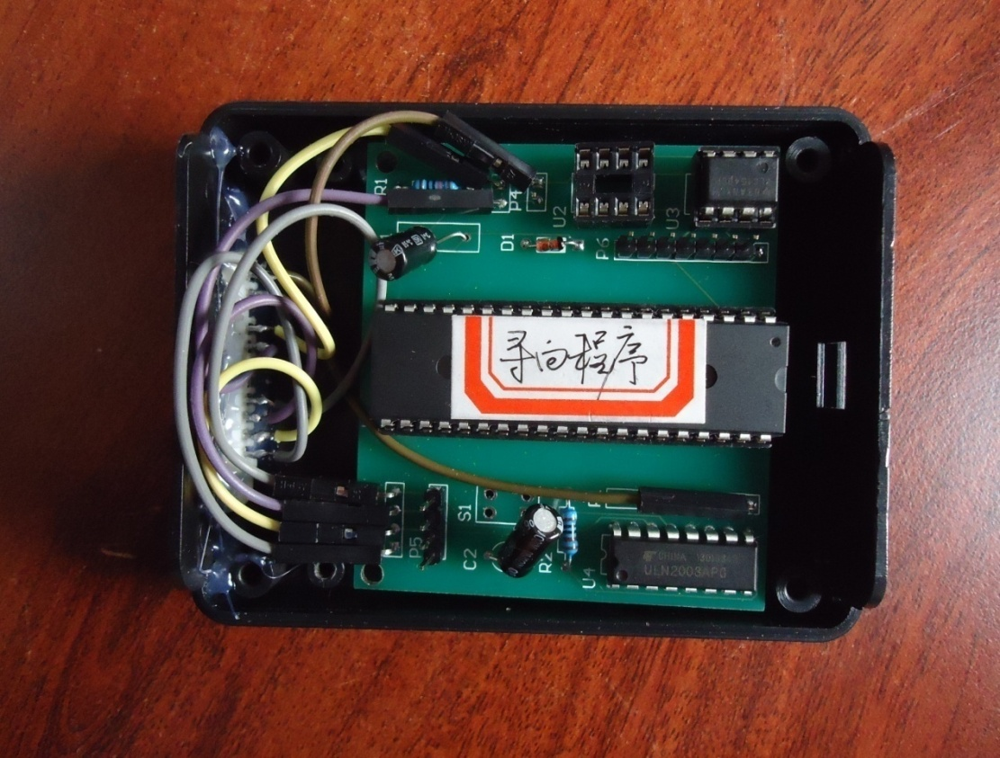 R1
P4
U2
U3
D1
P6
寻向程序
S1
P5
C2
R2
U4
CHINA
ULN2003APG